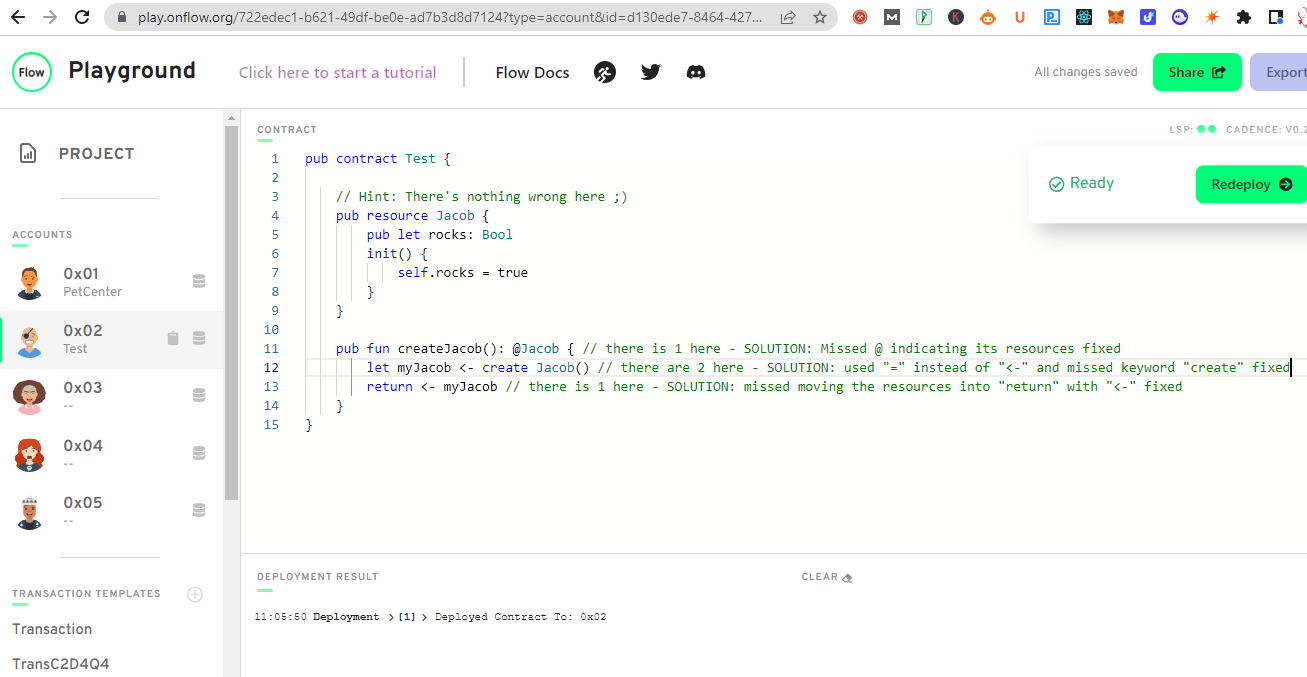 play.onflow.org/722edec1-b621-49df-be0e-ad7b3d8d7124?type=account&id=d130ede7-8464-427...
Flow Playground Click here to start a tutorial Flow Docs All changes saved Share Export
PROJECT
ACCOUNTS
0x01
PetCenter
0x02
Test
0x03
--
0x04
--
0x05
--
TRANSACTION TEMPLATES
Transaction
TransC2D4Q4
CONTRACT
LSP: CADENCE: V0.2
Ready Redeploy
1 pub contract Test {
2
3 // Hint: There's nothing wrong here ;)
4 pub resource Jacob {
5 pub let rocks: Bool
6 init() {
7 self.rocks = true
8 }
9 }
10
11 pub fun createJacob(): @Jacob { // there is 1 here - SOLUTION: Missed @ indicating its resources fixed
12 let myJacob <- create Jacob() // there are 2 here - SOLUTION: used "=" instead of "<-" and missed keyword "create" fixed
13 return <- myJacob // there is 1 here - SOLUTION: missed moving the resources into "return" with "<-" fixed
14 }
15 }
DEPLOYMENT RESULT CLEAR
11:05:50 Deployment > [1] > Deployed Contract To: 0x02